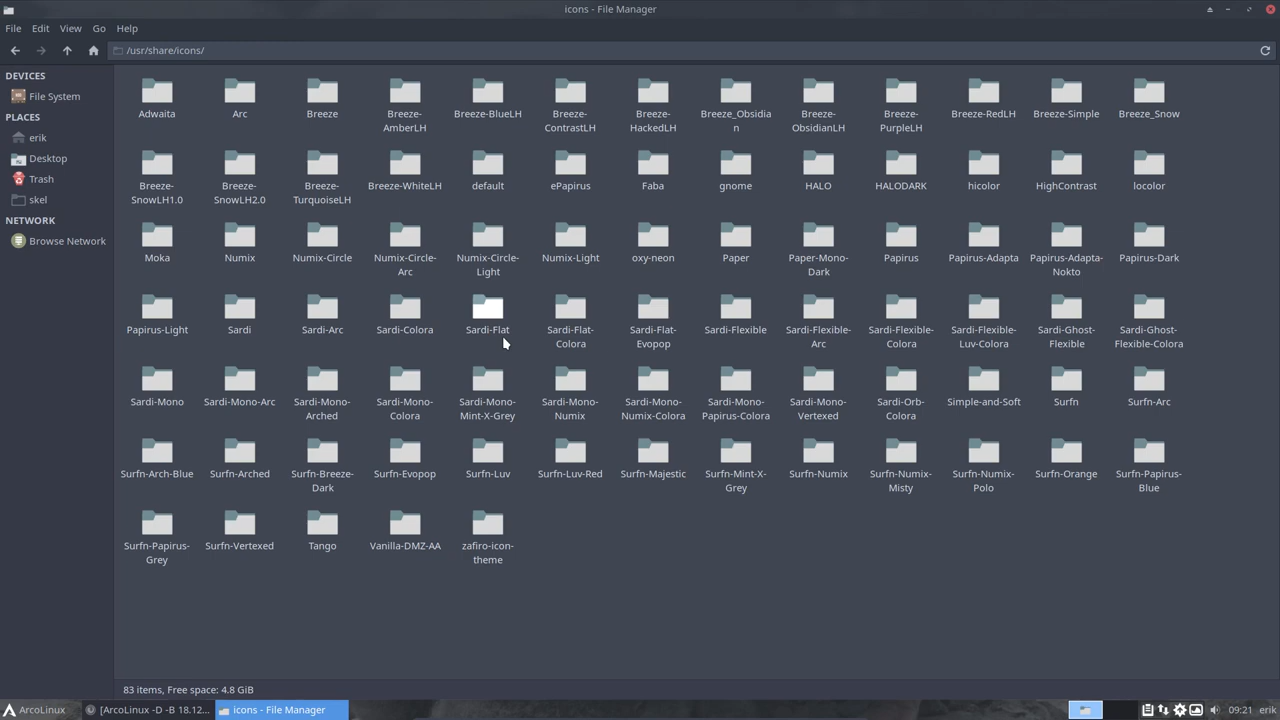 icons - File Manager
File Edit View Go Help
/usr/share/icons/
DEVICES
File System
PLACES
erik
Desktop
Trash
skel
NETWORK
Browse Network
Adwaita
Arc
Breeze
Breeze-
AmberLH
Breeze-BlueLH
Breeze-
ContrastLH
Breeze-
HackedLH
Breeze_Obsidia
n
Breeze-
ObsidianLH
Breeze-
PurpleLH
Breeze-RedLH
Breeze-Simple
Breeze_Snow
Breeze-
SnowLH1.0
Breeze-
SnowLH2.0
Breeze-
TurquoiseLH
Breeze-WhiteLH
default
ePapirus
Faba
gnome
HALO
HALODARK
hicolor
HighContrast
locolor
Moka
Numix
Numix-Circle
Numix-Circle-
Arc
Numix-Circle-
Light
Numix-Light
oxy-neon
Paper
Paper-Mono-
Dark
Papirus
Papirus-Adapta
Papirus-Adapta-
Nokto
Papirus-Dark
Papirus-Light
Sardi
Sardi-Arc
Sardi-Colora
Sardi-Flat
Sardi-Flat-
Colora
Sardi-Flat-
Evopop
Sardi-Flexible
Sardi-Flexible-
Arc
Sardi-Flexible-
Colora
Sardi-Flexible-
Luv-Colora
Sardi-Ghost-
Flexible
Sardi-Ghost-
Flexible-Colora
Sardi-Mono
Sardi-Mono-Arc
Sardi-Mono-
Arched
Sardi-Mono-
Colora
Sardi-Mono-
Mint-X-Grey
Sardi-Mono-
Numix
Sardi-Mono-
Numix-Colora
Sardi-Mono-
Papirus-Colora
Sardi-Mono-
Vertexed
Sardi-Orb-
Colora
Simple-and-Soft
Surfn
Surfn-Arc
Surfn-Arch-Blue
Surfn-Arched
Surfn-Breeze-
Dark
Surfn-Evopop
Surfn-Luv
Surfn-Luv-Red
Surfn-Majestic
Surfn-Mint-X-
Grey
Surfn-Numix
Surfn-Numix-
Misty
Surfn-Numix-
Polo
Surfn-Orange
Surfn-Papirus-
Blue
Surfn-Papirus-
Grey
Surfn-Vertexed
Tango
Vanilla-DMZ-AA
zafiro-icon-
theme
83 items, Free space: 4.8 GiB
ArcoLinux
[ArcoLinux -D -B 18.12...
icons - File Manager
09:21 erik